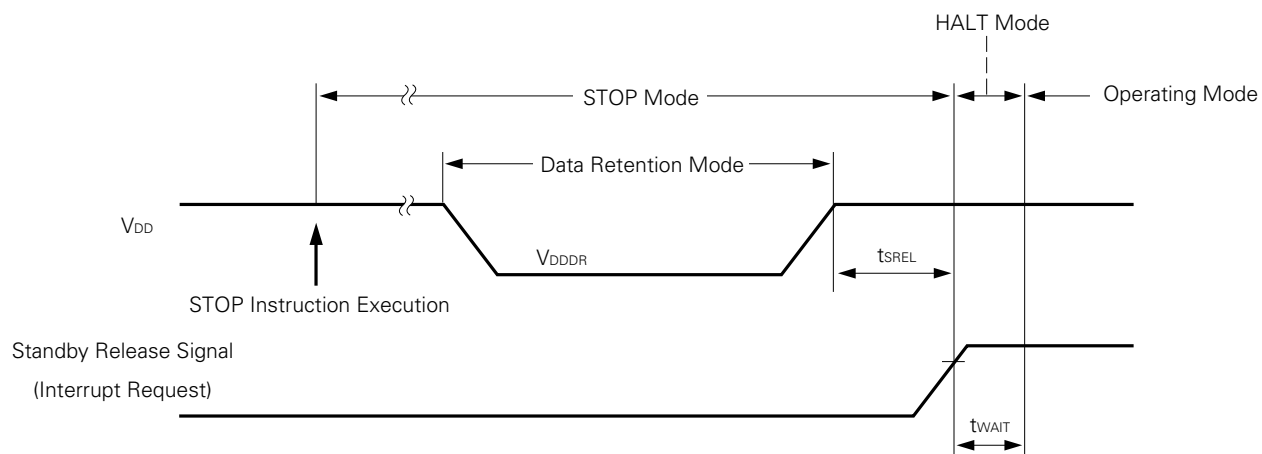 HALT Mode
STOP Mode
Operating Mode
Data Retention Mode
VDD
VDDDR
tSREL
STOP Instruction Execution
Standby Release Signal
(Interrupt Request)
tWAIT